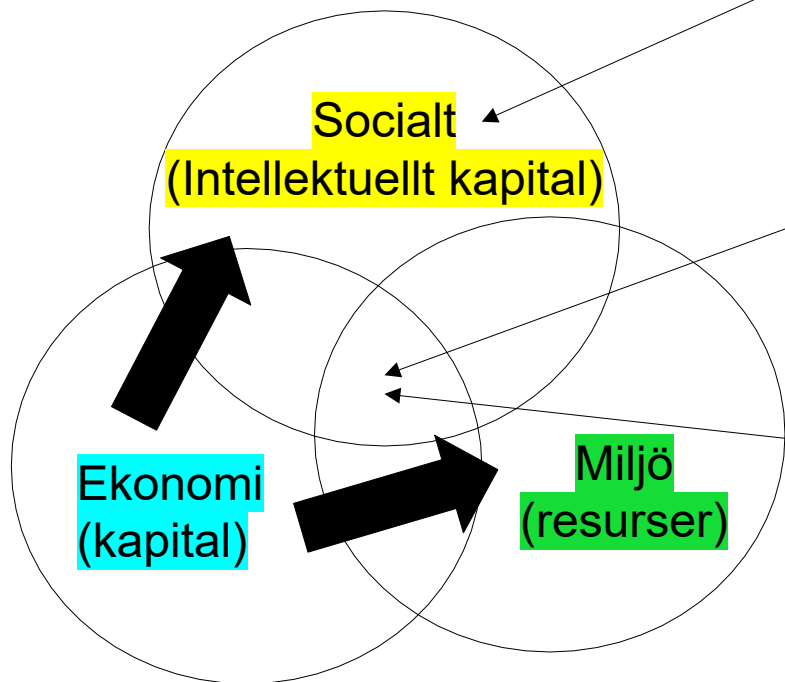 Socialt
(Intellektuellt kapital)
Ekonomi
(kapital)
Miljö
(resurser)